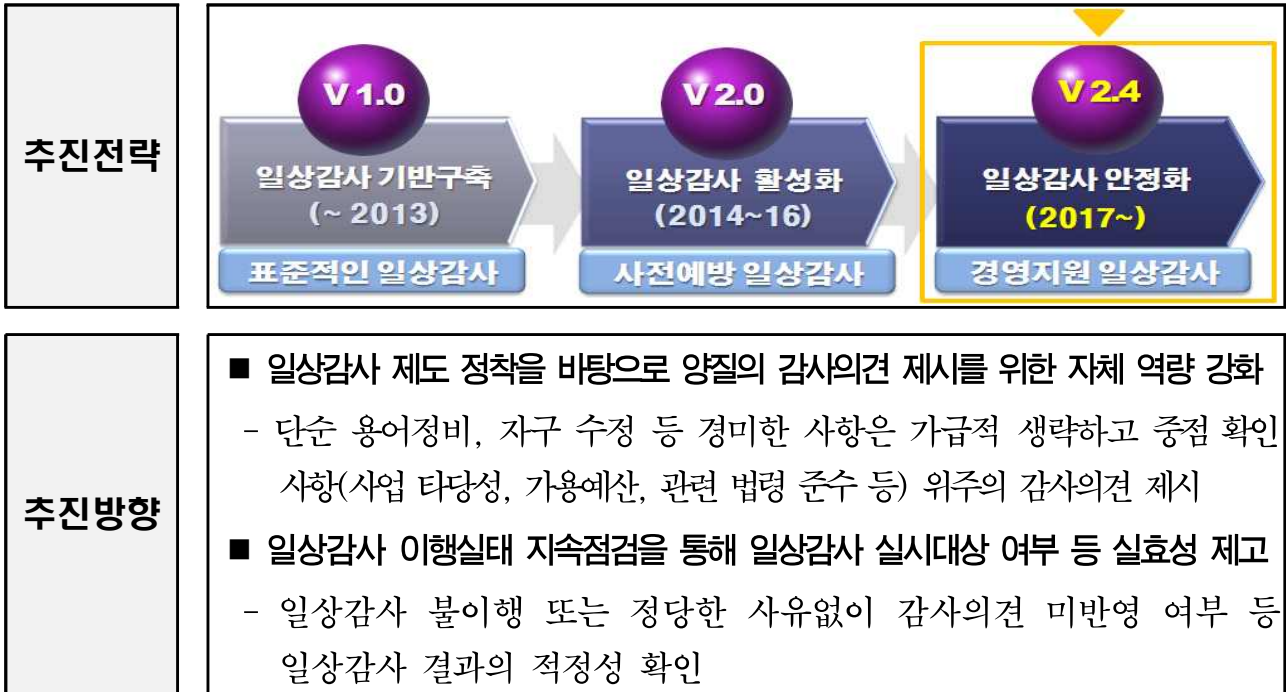 추진전략
V 1.0
일상감사 기반구축
(~ 2013)
표준적인 일상감사
V 2.0
일상감사 활성화
(2014~16)
사전예방 일상감사
V 2.4
일상감사 안정화
(2017~)
경영지원 일상감사
추진방향
■ 일상감사 제도 정착을 바탕으로 양질의 감사의견 제시를 위한 자체 역량 강화
- 단순 용어정비, 자구 수정 등 경미한 사항은 가급적 생략하고 중점 확인
사항(사업 타당성, 가용예산, 관련 법령 준수 등) 위주의 감사의견 제시
■ 일상감사 이행실태 지속점검을 통해 일상감사 실시대상 여부 등 실효성 제고
- 일상감사 불이행 또는 정당한 사유없이 감사의견 미반영 여부 등
일상감사 결과의 적정성 확인